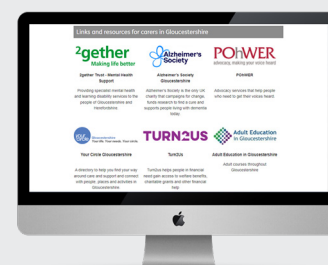 Links and resources for carers in Gloucestershire
2gether
Making life better
Alzheimer's
Society
POhWER
advocacy, making your voice heard
2gether Trust - Mental Health
Support
Alzheimer's Society
Gloucestershire
POhWER
Providing specialist mental health
and learning disability services to the
people of Gloucestershire and
Herefordshire
Alzheimer's Society is the only UK
charity that campaigns for change,
funds research to find a cure and
supports people living with dementia
today.
Advocacy services that help people
who need to get their voices heard.
Gloucestershire
TURN2US
Adult Education
in Gloucestershire
Your Circle Gloucestershire
Turn2Us
Adult Education in Gloucestershire
A directory to help you find your way
around care and support and connect
with people, places and activities in
Gloucestershire
Turn2us helps people in financial
need gain access to welfare benefits,
charitable grants and other financial
help
Adult courses throughout
Gloucestershire